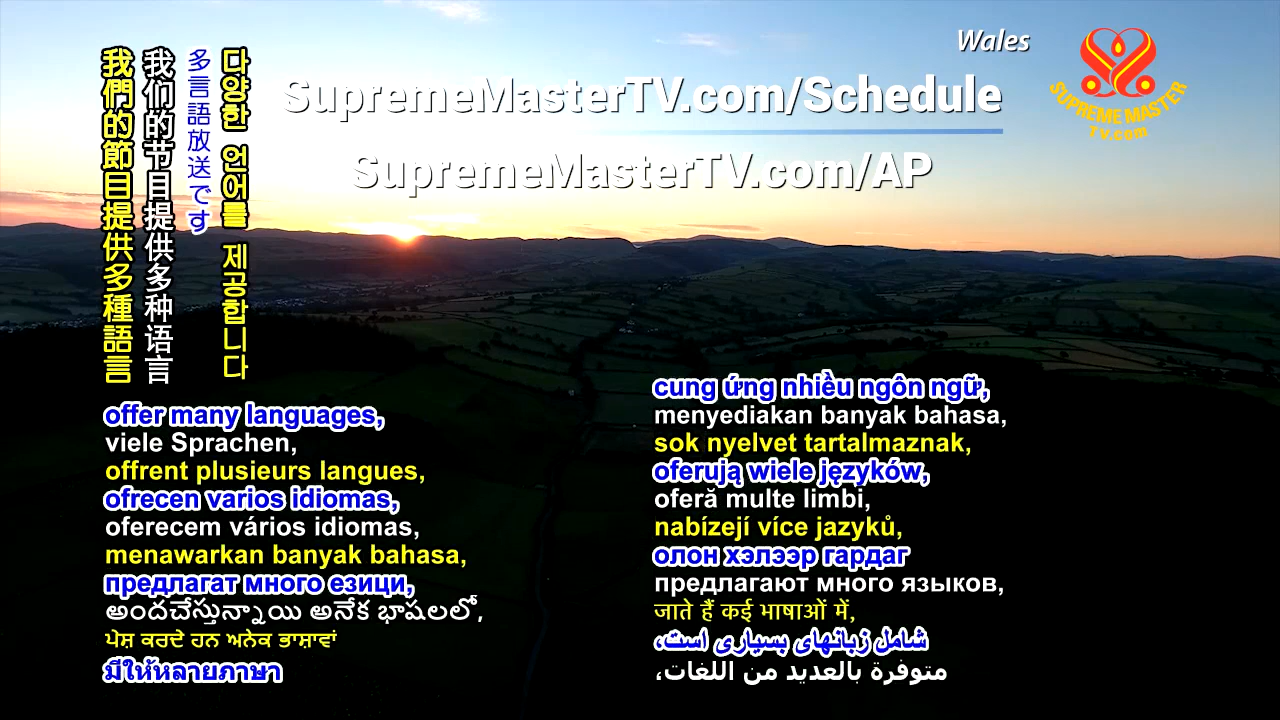 Wales
SUPREME MASTER
TV.com
SupremeMasterTV.com/Schedule
SupremeMasterTV.com/AP
다양한 언어를 제공합니다
多言語放送です
我们的节目提供多种语言
我們的節目提供多種語言
offer many languages,
viele Sprachen,
offrent plusieurs langues,
ofrecen varios idiomas,
oferecem vários idiomas,
menawarkan banyak bahasa,
предлагат много езици,
అందచేస్తున్నాయి అనేక భాషలలో,
ਪੇਸ਼ ਕਰਦੇ ਹਨ ਅਨੇਕ ਭਾਸ਼ਾਵਾਂ
มีให้หลายภาษา
cung ứng nhiều ngôn ngữ,
menyediakan banyak bahasa,
sok nyelvet tartalmaznak,
oferują wiele języków,
oferă multe limbi,
nabízejí více jazyků,
олон хэлээр гардаг
предлагают много языков,
जाते हैं कई भाषाओं में,
شامل زبانهای بسیاری است،
متوفرة بالعديد من اللغات،